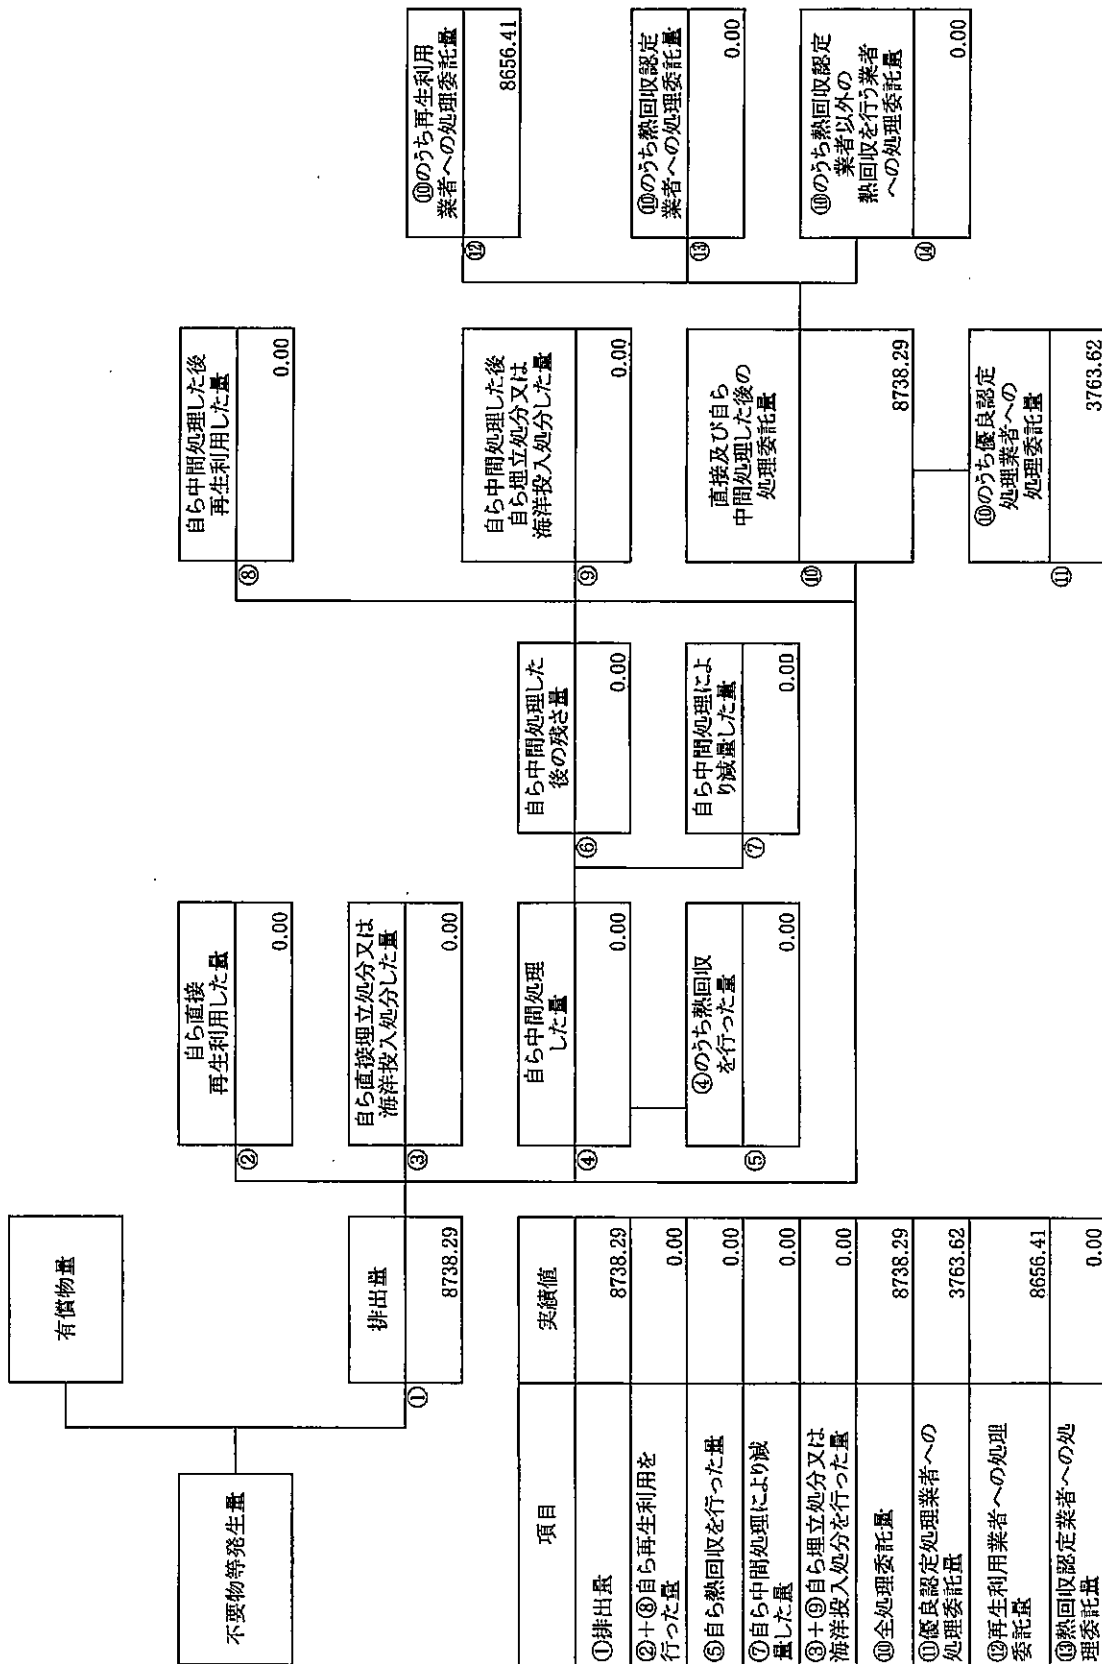 不要物等発生量
有償物量
①
排出量
8738.29
②
自ら直接
再生利用した量
0.00
③
自ら直接埋立処分又は
海洋投入処分した量
0.00
④
自ら中間処理
した量
0.00
⑤
④のうち熱回収
を行った量
0.00
⑥
自ら中間処理した
後の残さ量
0.00
⑦
自ら中間処理によ
り減量した量
0.00
⑧
自ら中間処理した後
再生利用した量
0.00
⑨
自ら中間処理した後
自ら埋立処分又は
海洋投入処分した量
0.00
⑩
直接及び自ら
中間処理した後の
処理委託量
8738.29
⑪
⑩のうち優良認定
処理業者への
処理委託量
3763.62
⑫
⑩のうち再生利用
業者への処理委託量
8656.41
⑬
⑩のうち熱回収認定
業者への処理委託量
0.00
⑭
⑩のうち熱回収認定
業者以外の
熱回収を行う業者
への処理委託量
0.00
項目 実績値
①排出量 8738.29
②+⑧自ら再生利用を
行った量 0.00
⑤自ら熱回収を行った量 0.00
⑦自ら中間処理により減
量した量 0.00
③+⑨自ら埋立処分又は
海洋投入処分を行った量 0.00
⑩全処理委託量 8738.29
⑪優良認定処理業者への
処理委託量 3763.62
⑫再生利用業者への処理
委託量 8656.41
⑬熱回収認定業者への処
理委託量 0.00